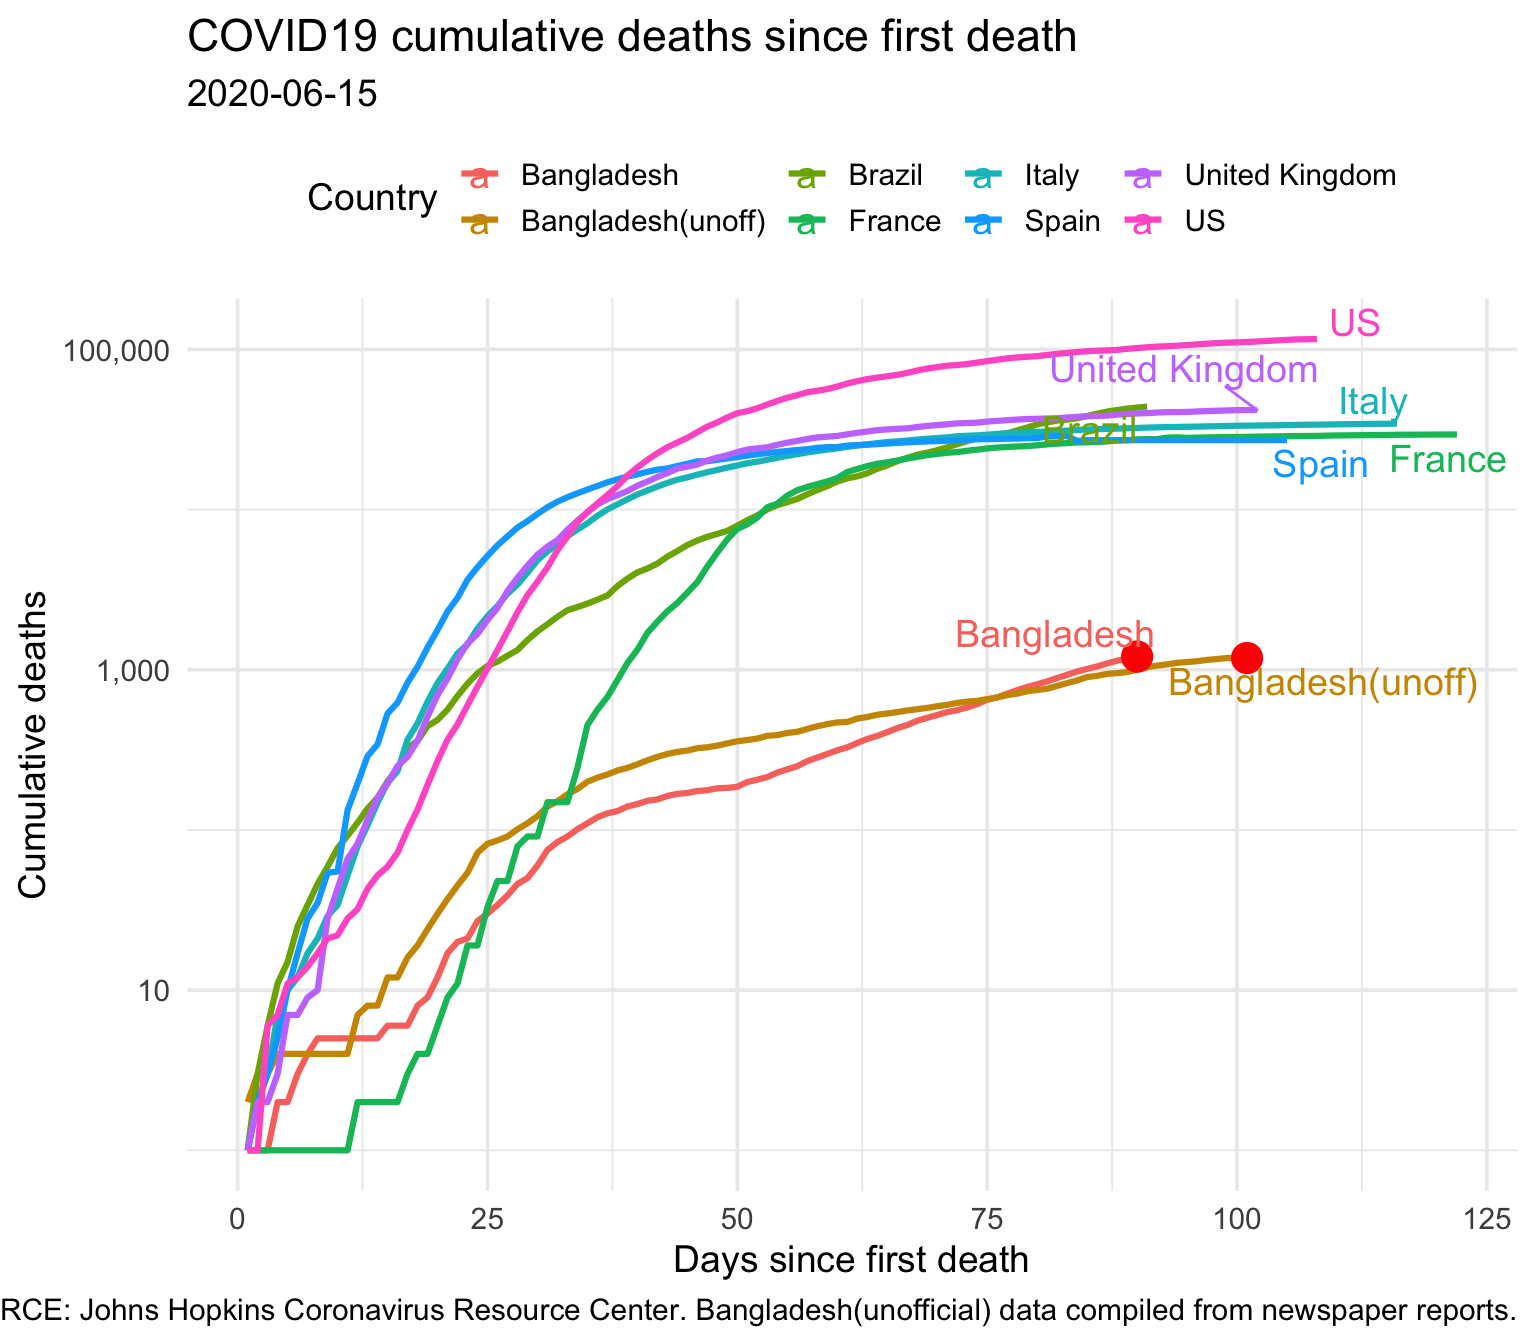 COVID19 cumulative deaths since first death
2020-06-15
Country
a Bangladesh a Brazil a Italy a United Kingdom
a Bangladesh(unoff) a France a Spain a US
100,000
1,000
10
Cumulative deaths
US
United Kingdom
Italy
Brazil
Spain
France
Bangladesh
Bangladesh(unoff)
0 25 50 75 100 125
Days since first death
RCE: Johns Hopkins Coronavirus Resource Center. Bangladesh(unofficial) data compiled from newspaper reports.